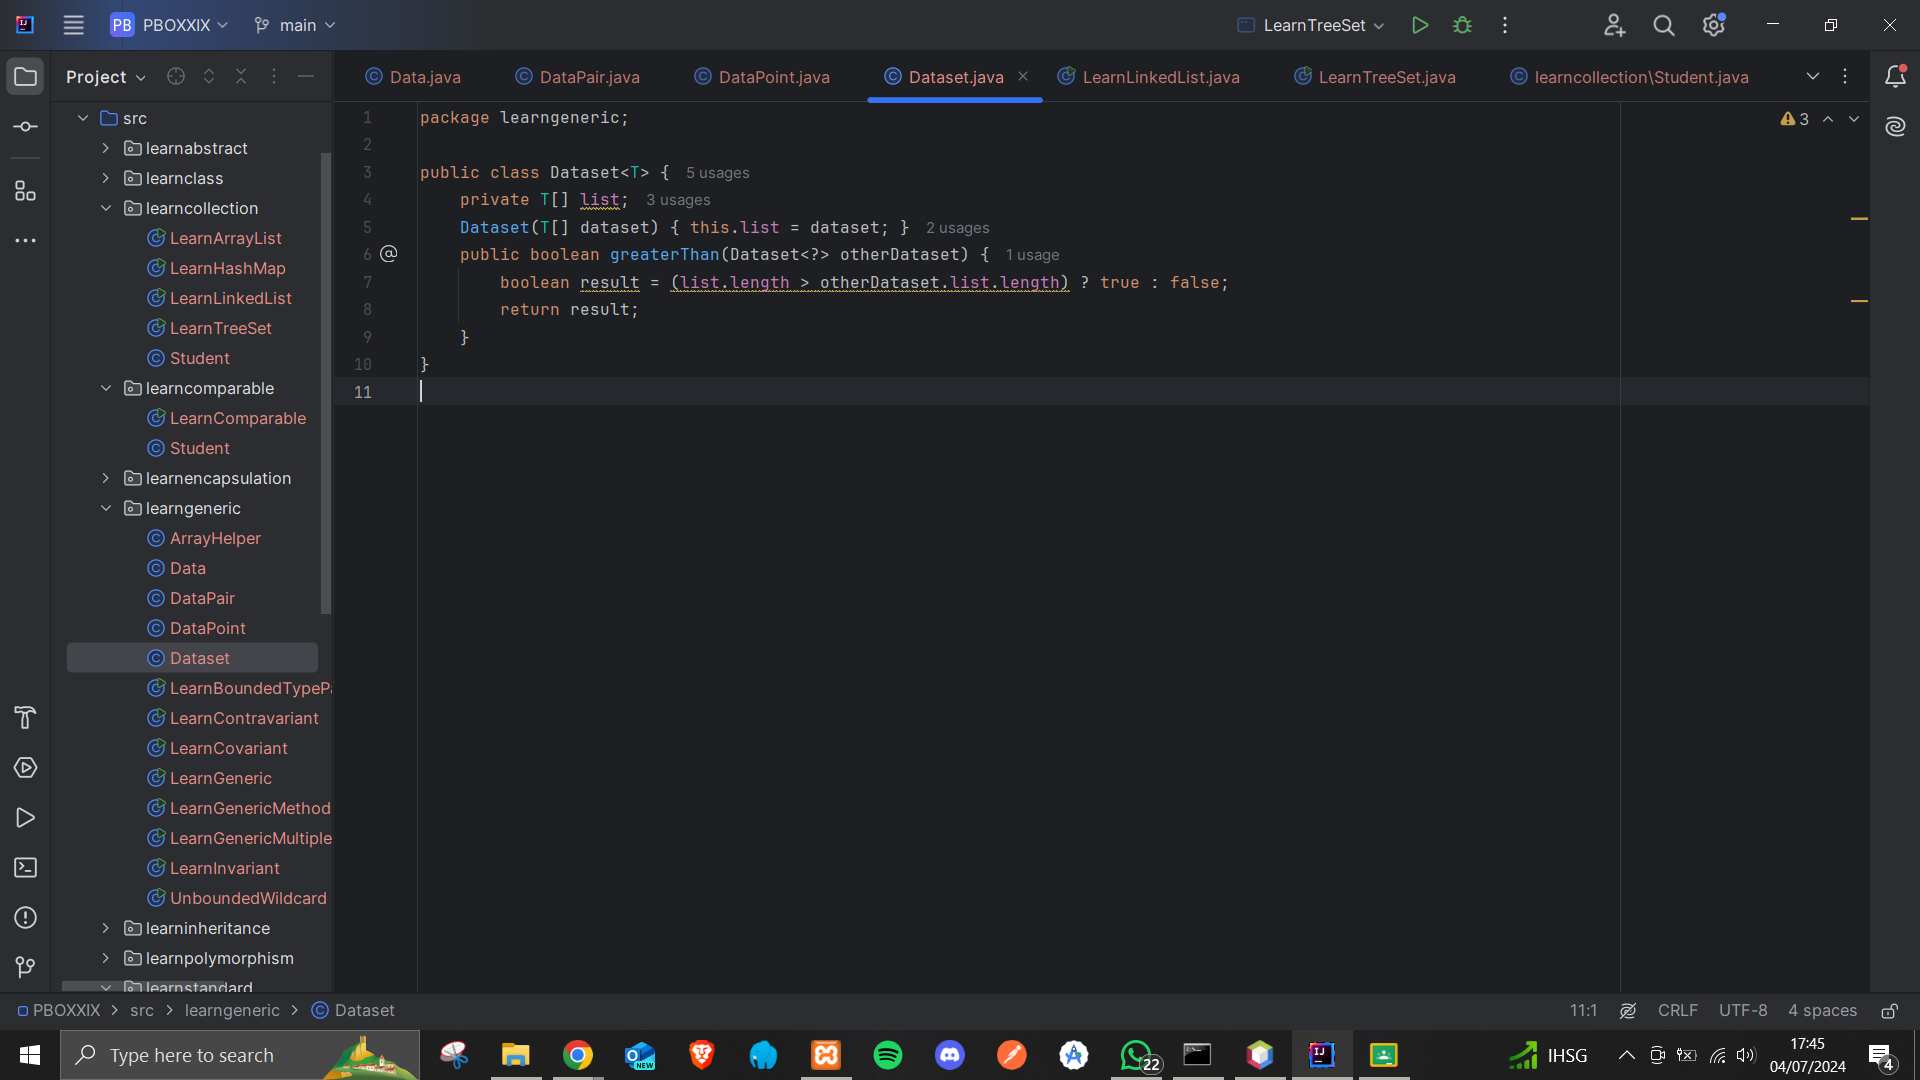 PB PBOXXIX main LearnTreeSet
Project
Data.java DataPair.java DataPoint.java Dataset.java LearnLinkedList.java LearnTreeSet.java learncollection\Student.java
src
learnabstract
learnclass
learncollection
LearnArrayList
LearnHashMap
LearnLinkedList
LearnTreeSet
Student
learncomparable
LearnComparable
Student
learnencapsulation
learngeneric
ArrayHelper
Data
DataPair
DataPoint
Dataset
LearnBoundedTypePa
LearnContravariant
LearnCovariant
LearnGeneric
LearnGenericMethod
LearnGenericMultiple
LearnInvariant
UnboundedWildcard
learninheritance
learnpolymorphism
learnstandard
1 package learngeneric;
2
3 public class Dataset<T> { 5 usages
4 private T[] list; 3 usages
5 Dataset(T[] dataset) { this.list = dataset; } 2 usages
6 @ public boolean greaterThan(Dataset<?> otherDataset) { 1 usage
7 boolean result = (list.length > otherDataset.list.length) ? true : false;
8 return result;
9 }
10 }
11
3
PBOXXIX > src > learngeneric > Dataset
11:1 CRLF UTF-8 4 spaces
Type here to search
NEW
22
IJ
IHSG
17:45
04/07/2024
4